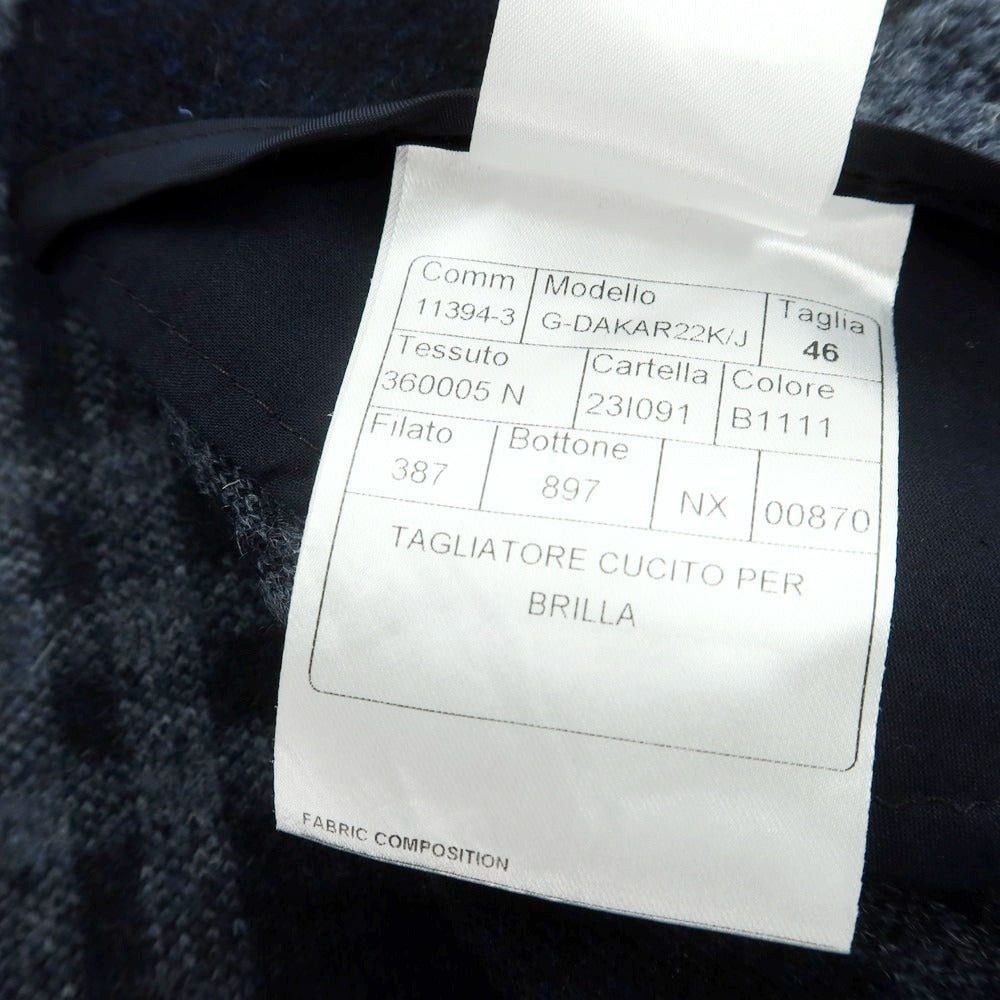 Comm Modello Taglia
11394-3 G-DAKAR22K/J 46
Tessuto Cartella Colore
360005 N 23I091 B1111
Filato Bottone
387 897 NX 00870
TAGLIATORE CUCITO PER
BRILLA
FABRIC COMPOSITION